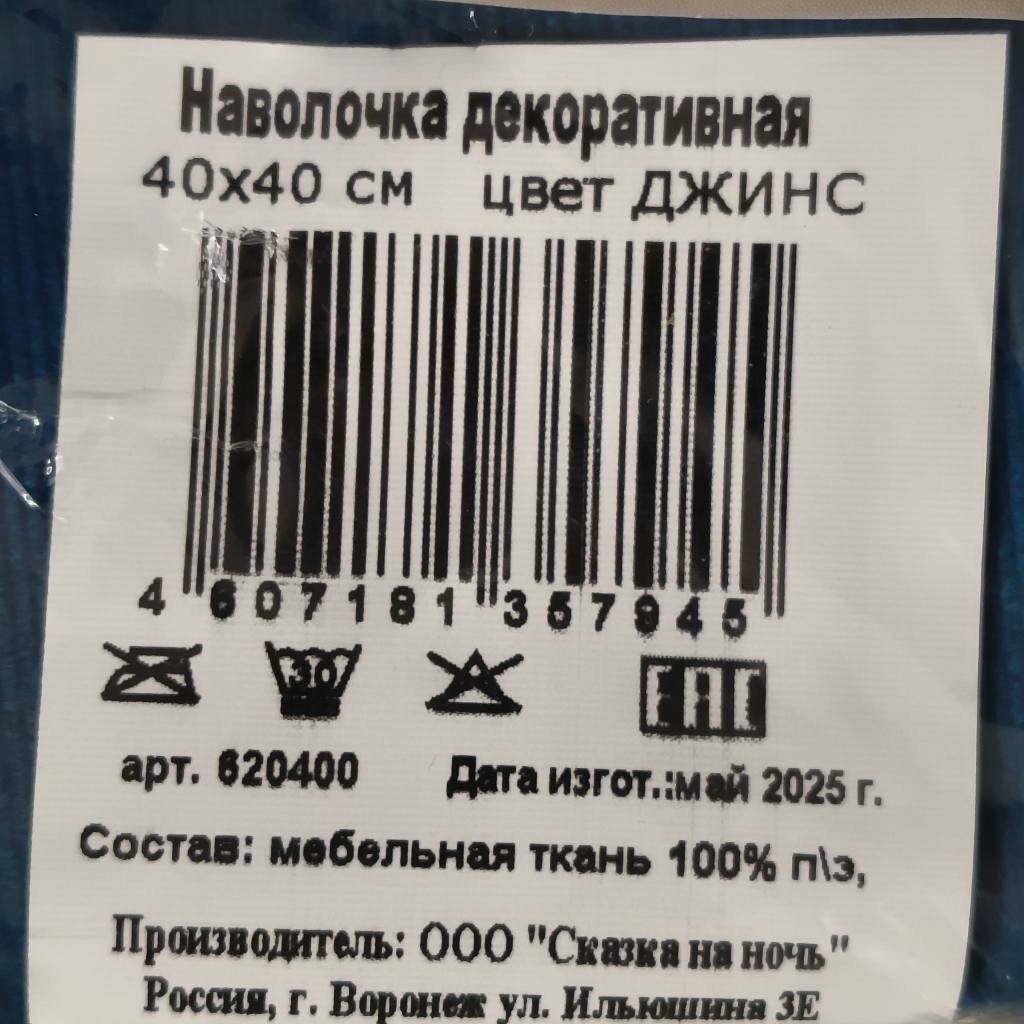 Наволочка декоративная
40х40 см цвет ДЖИНС
4 607181 357945
30 EAC
арт. 620400 Дата изгот.:май 2025 г.
Состав: мебельная ткань 100% п\э,
Производитель: ООО "Сказка на ночь"
Россия, г. Воронеж ул. Ильюшина 3Е